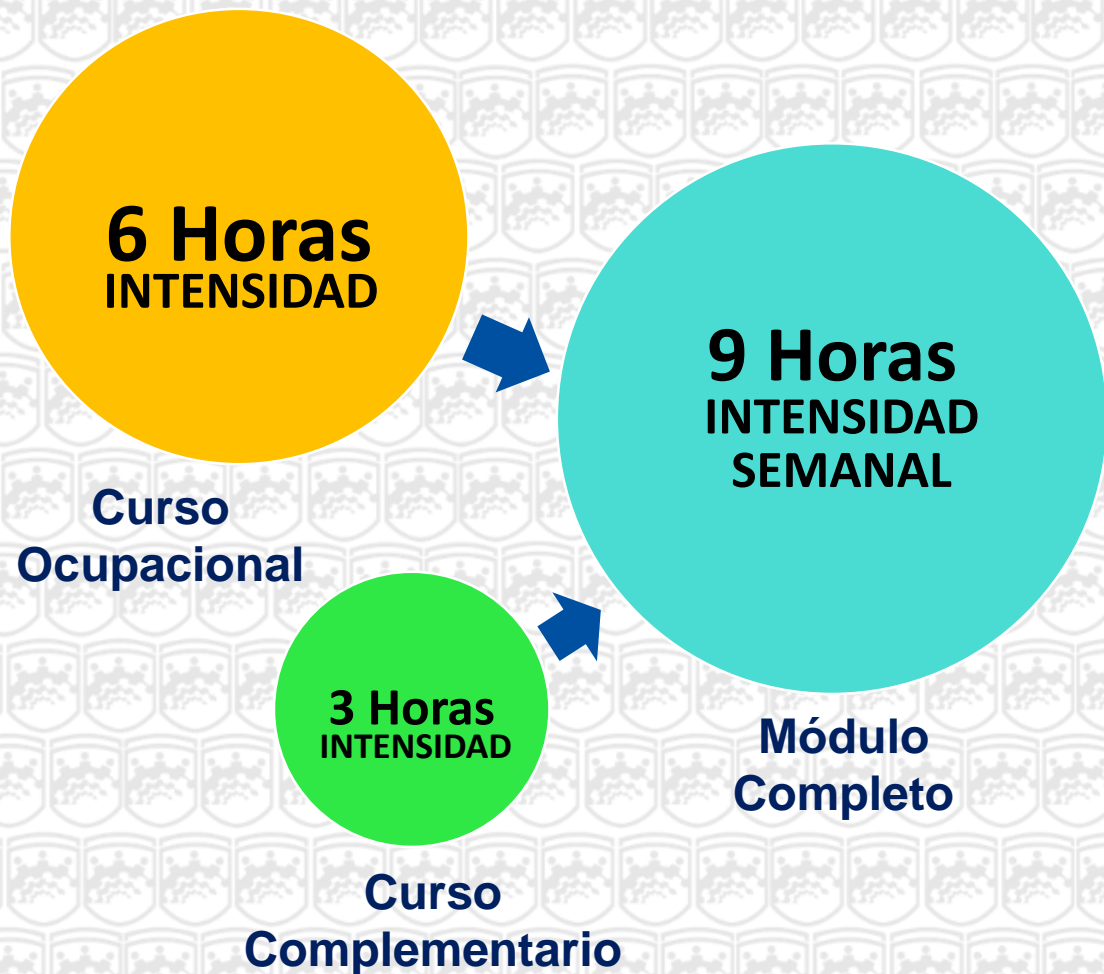 6 Horas
INTENSIDAD
Curso
Ocupacional
3 Horas
INTENSIDAD
Curso
Complementario
9 Horas
INTENSIDAD
SEMANAL
Módulo
Completo